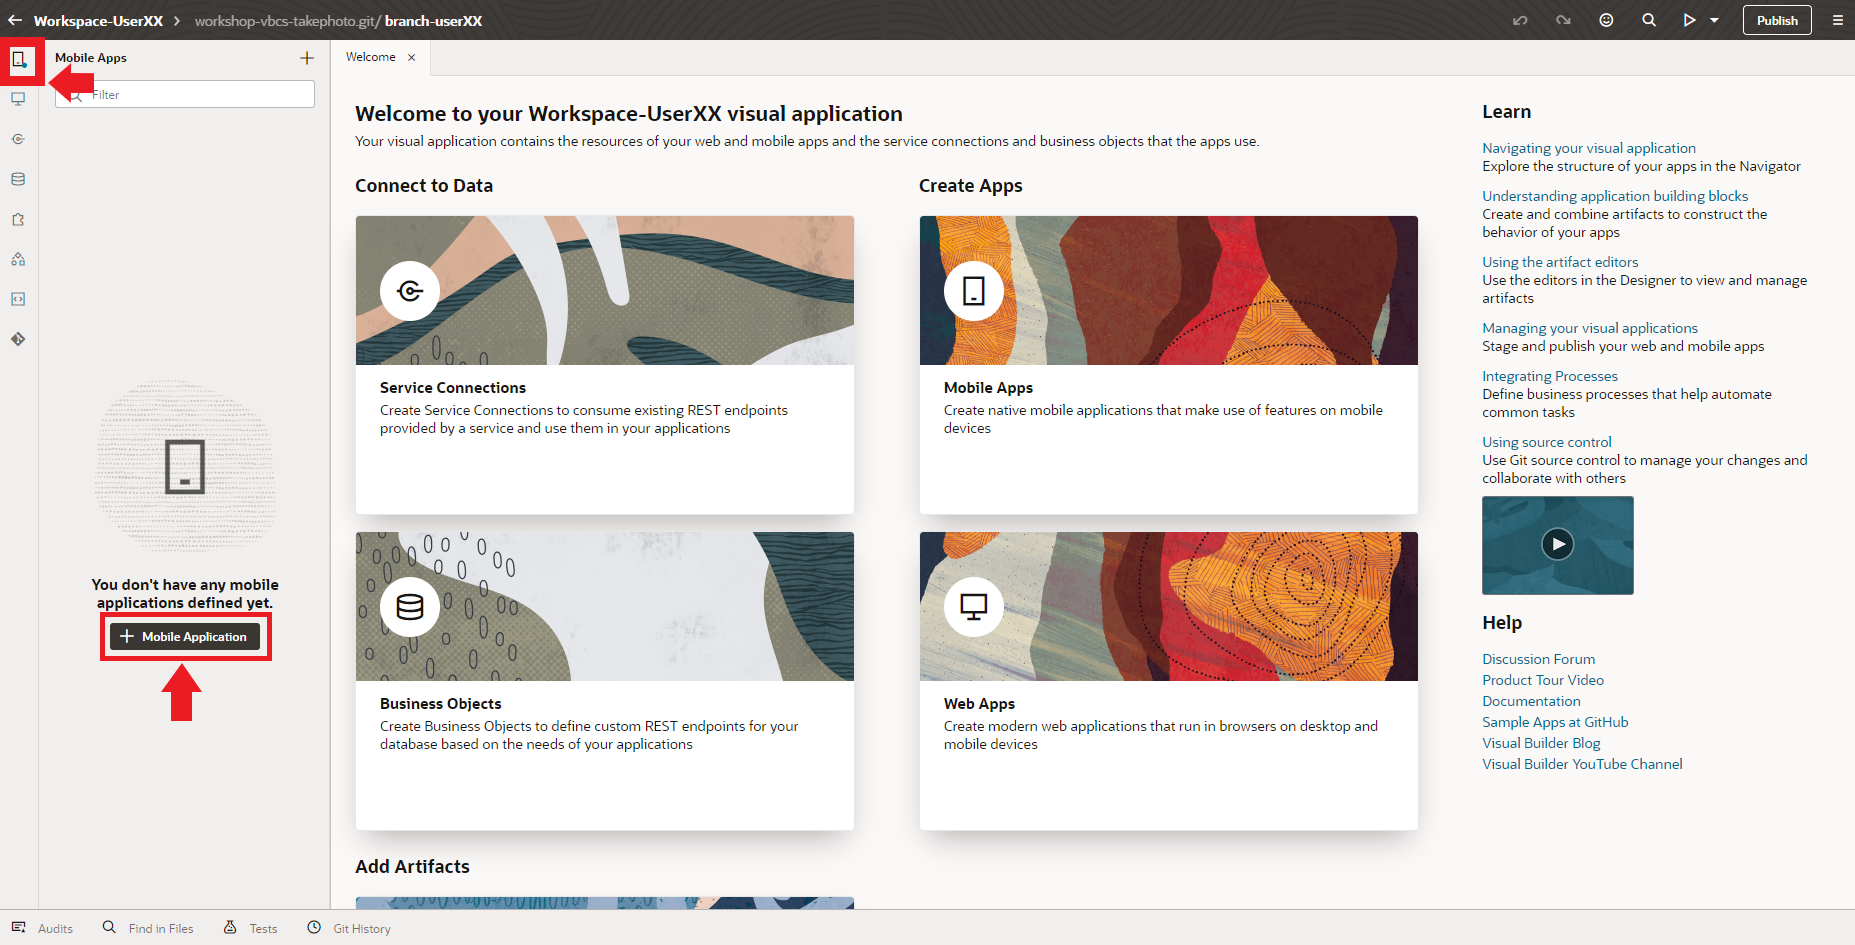 Workspace-UserXX > workshop-vbcs-takephoto.git/ branch-userXX
Publish
Mobile Apps
Filter
You don't have any mobile
applications defined yet.
Mobile Application
Welcome
Welcome to your Workspace-UserXX visual application
Your visual application contains the resources of your web and mobile apps and the service connections and business objects that the apps use.
Connect to Data
Service Connections
Create Service Connections to consume existing REST endpoints
provided by a service and use them in your applications
Business Objects
Create Business Objects to define custom REST endpoints for your
database based on the needs of your applications
Create Apps
Mobile Apps
Create native mobile applications that make use of features on mobile
devices
Web Apps
Create modern web applications that run in browsers on desktop and
mobile devices
Add Artifacts
Learn
Navigating your visual application
Explore the structure of your apps in the Navigator
Understanding application building blocks
Create and combine artifacts to construct the
behavior of your apps
Using the artifact editors
Use the editors in the Designer to view and manage
artifacts
Managing your visual applications
Stage and publish your web and mobile apps
Integrating Processes
Define business processes that help automate
common tasks
Using source control
Use Git source control to manage your changes and
collaborate with others
Help
Discussion Forum
Product Tour Video
Documentation
Sample Apps at GitHub
Visual Builder Blog
Visual Builder YouTube Channel
Audits
Find in Files
Tests
Git History